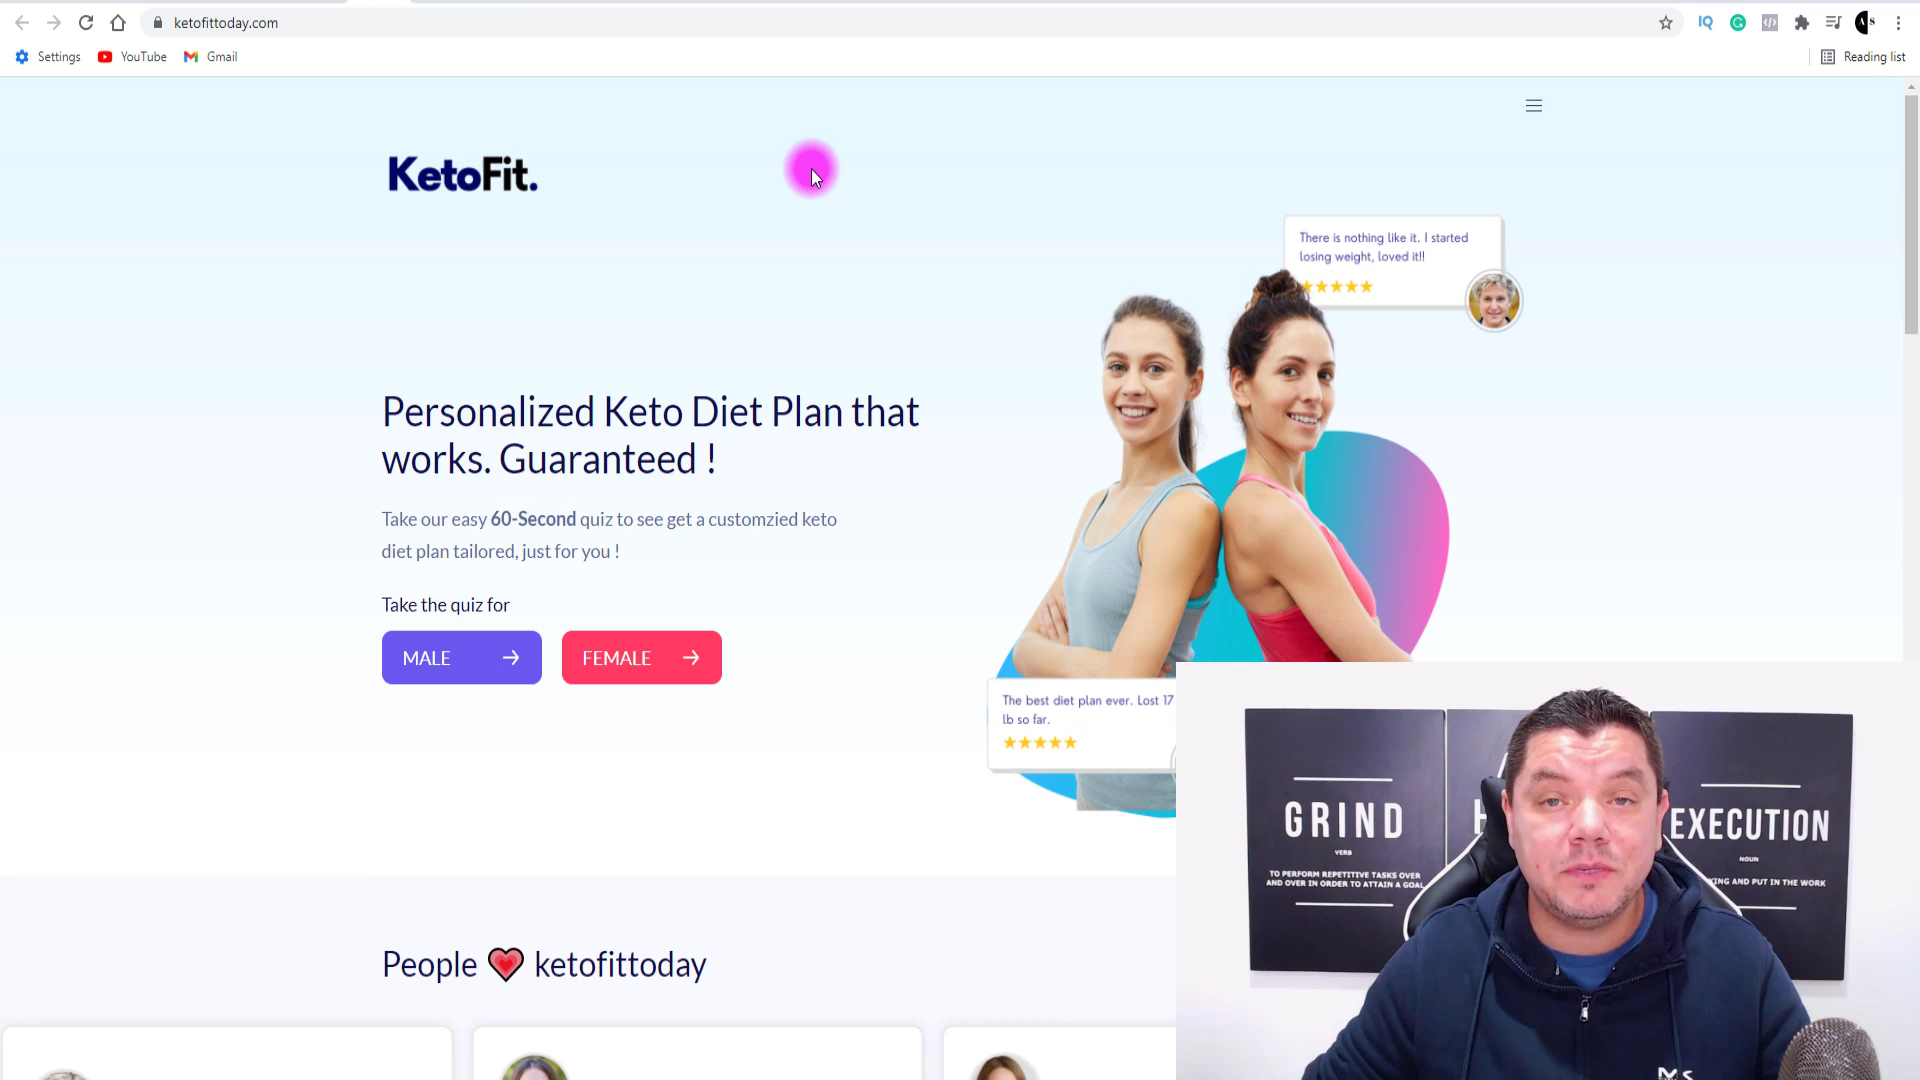 ketofittoday.com
IQ
Settings
YouTube
Gmail
Reading list
KetoFit.
There is nothing like it. I started
losing weight, loved it!!
Personalized Keto Diet Plan that
works. Guaranteed !
Take our easy 60-Second quiz to see get a customzied keto
diet plan tailored, just for you !
Take the quiz for
MALE
FEMALE
The best diet plan ever. Lost 17
lb so far.
GRIND
VERB
TO PERFORM REPETITIVE TASKS OVER
AND OVER IN ORDER TO ATTAIN A GOAL
H
EXECUTION
NOUN
KING AND PUT IN THE WORK
People ketofittoday